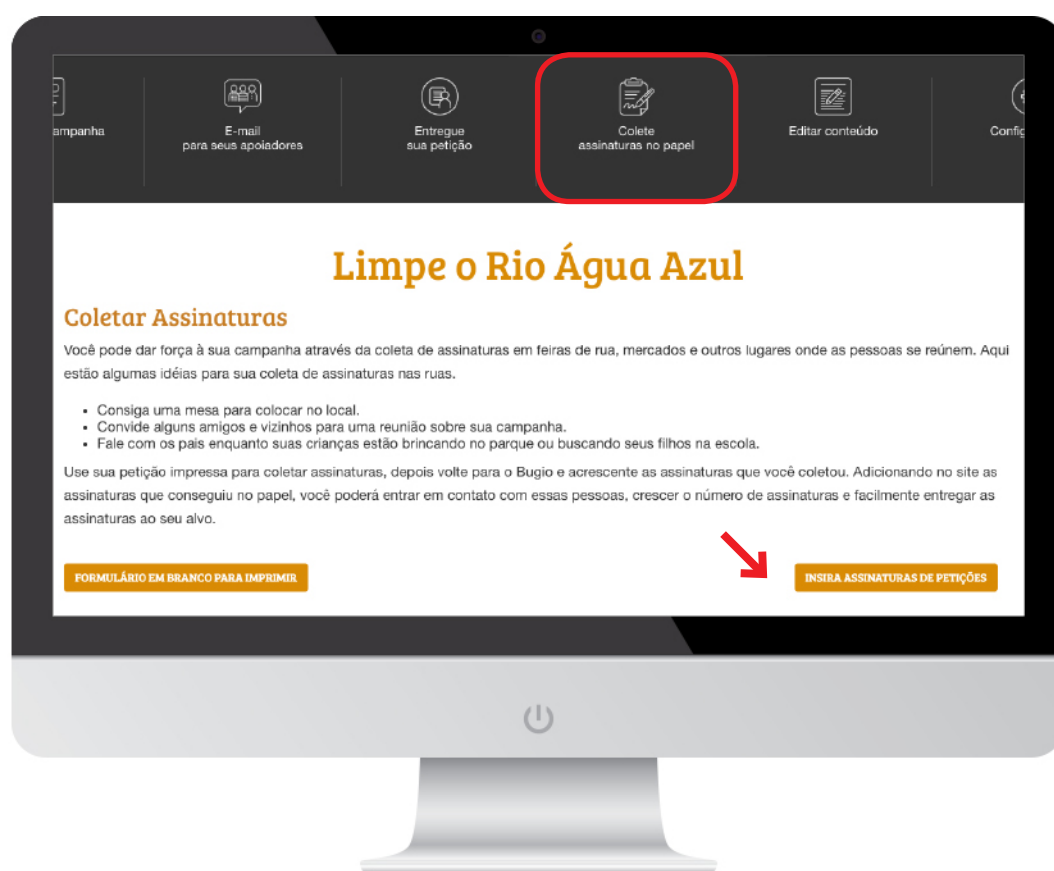 ampanha
E-mail
para seus apoiadores
Entregue
sua petição
Colete
assinaturas no papel
Editar conteúdo
Config
Limpe o Rio Água Azul
Coletar Assinaturas
Você pode dar força à sua campanha através da coleta de assinaturas em feiras de rua, mercados e outros lugares onde as pessoas se reúnem. Aqui
estão algumas idéias para sua coleta de assinaturas nas ruas.
• Consiga uma mesa para colocar no local.
• Convide alguns amigos e vizinhos para uma reunião sobre sua campanha.
• Fale com os pais enquanto suas crianças estão brincando no parque ou buscando seus filhos na escola.
Use sua petição impressa para coletar assinaturas, depois volte para o Bugio e acrescente as assinaturas que você coletou. Adicionando no site as
assinaturas que conseguiu no papel, você poderá entrar em contato com essas pessoas, crescer o número de assinaturas e facilmente entregar as
assinaturas ao seu alvo.
FORMULÁRIO EM BRANCO PARA IMPRIMIR
INSIRA ASSINATURAS DE PETIÇÕES